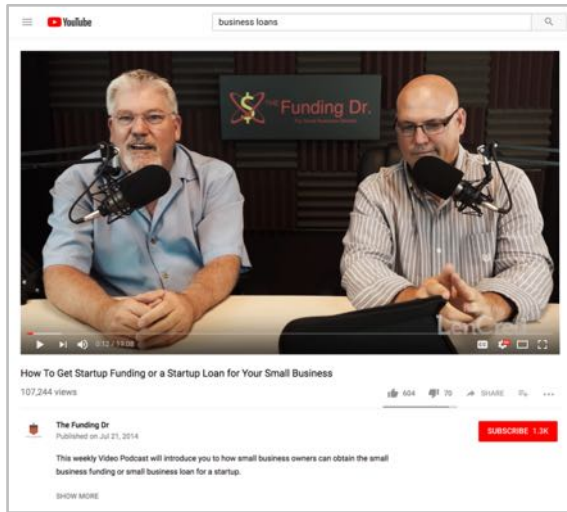 YouTube
business loans
THE Funding Dr.
LenCred
0:12 / 19:08
CC
How To Get Startup Funding or a Startup Loan for Your Small Business
107,244 views
604 70 SHARE
The Funding Dr
Published on Jul 21, 2014
SUBSCRIBE 1.3K
This weekly Video Podcast will introduce you to how small business owners can obtain the small
business funding or small business loan for a startup.
SHOW MORE